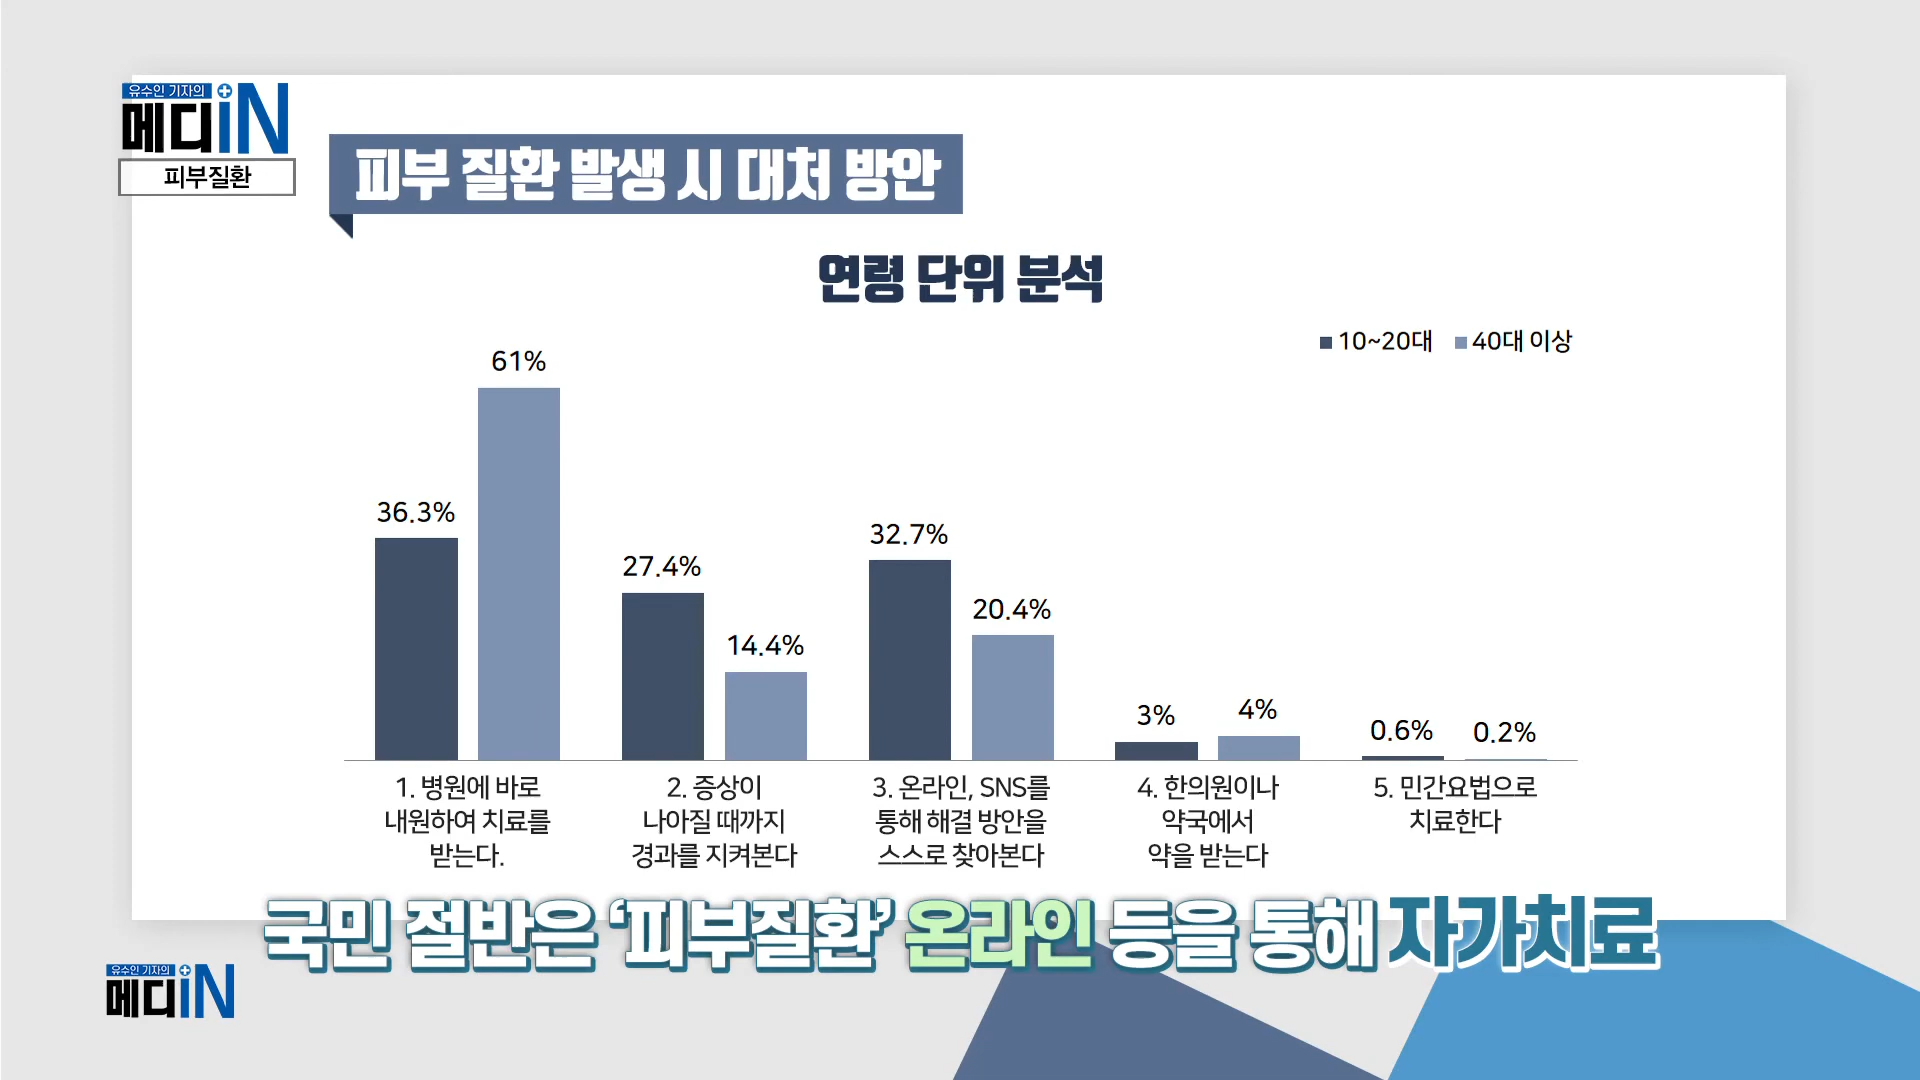 유수인 기자의
메디iN
피부질환
피부 질환 발생 시 대처 방안
연령 단위 분석
10~20대 40대 이상
61%
36.3%
27.4%
14.4%
32.7%
20.4%
3%
4%
0.6%
0.2%
1. 병원에 바로
내원하여 치료를
받는다.
2. 증상이
나아질 때까지
경과를 지켜본다
3. 온라인, SNS를
통해 해결 방안을
스스로 찾아본다
4. 한의원이나
약국에서
약을 받는다
5. 민간요법으로
치료한다
국민 절반은 ‘피부질환’ 온라인 등을 통해 자가치료
유수인 기자의
메디iN